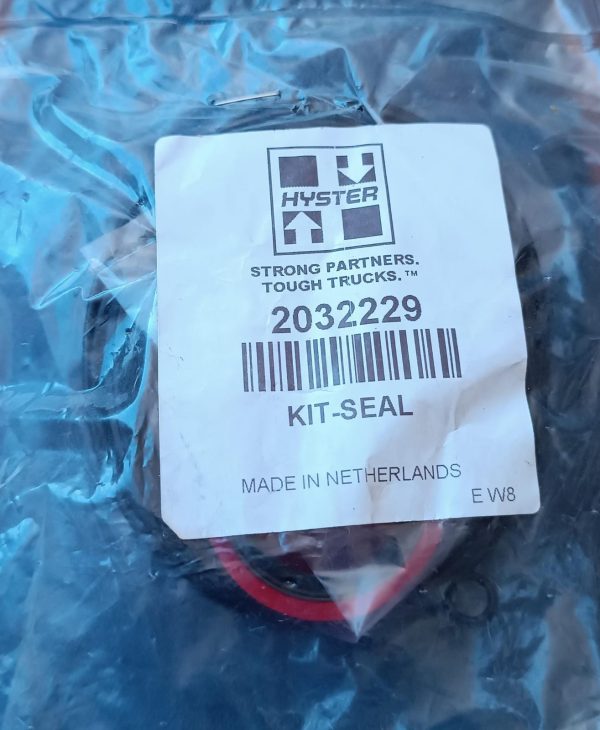 HYSTER
STRONG PARTNERS.
TOUGH TRUCKS.™
2032229
KIT-SEAL
MADE IN NETHERLANDS
E W8